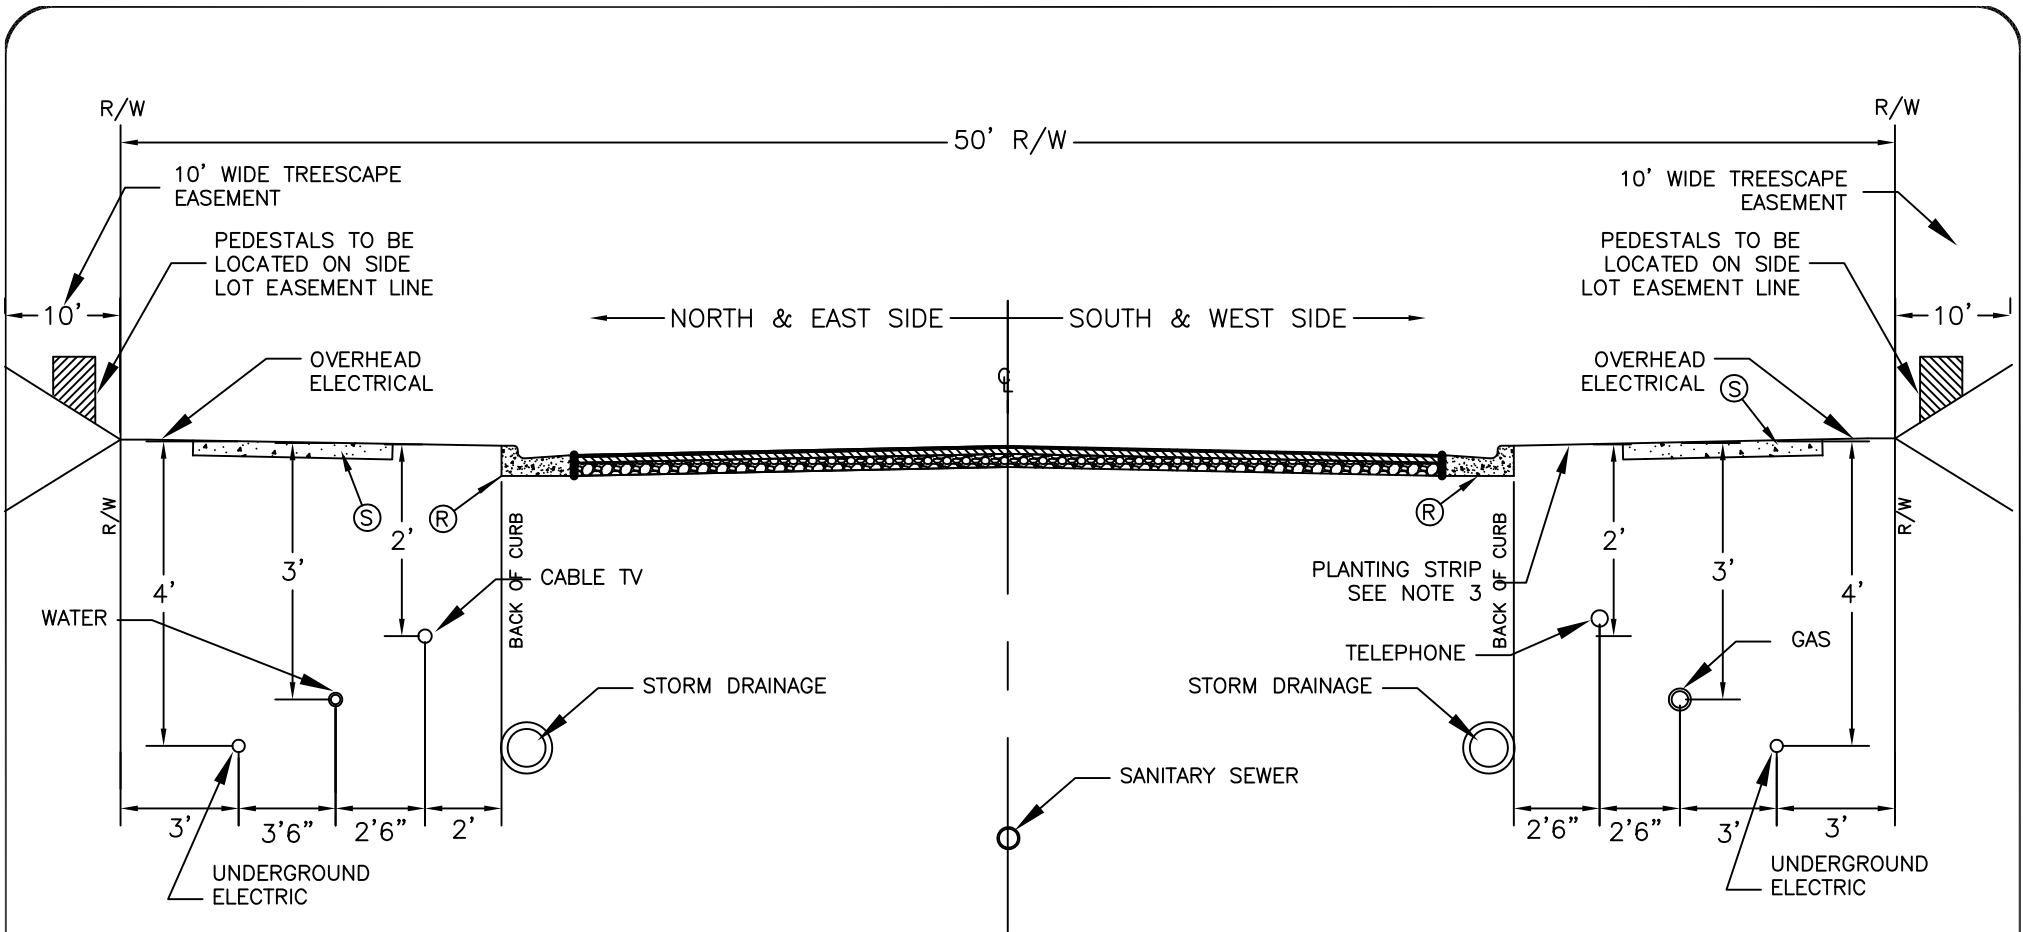 R/W
R/W
50' R/W
10' WIDE TREESCAPE
EASEMENT
10' WIDE TREESCAPE
EASEMENT
PEDESTALS TO BE
LOCATED ON SIDE
LOT EASEMENT LINE
PEDESTALS TO BE
LOCATED ON SIDE
LOT EASEMENT LINE
10'
NORTH & EAST SIDE
SOUTH & WEST SIDE
10'
OVERHEAD
ELECTRICAL
℄
OVERHEAD
ELECTRICAL
S
S
R
R
R/W
R/W
BACK OF CURB
BACK OF CURB
2'
3'
4'
2'
3'
4'
CABLE TV
PLANTING STRIP
SEE NOTE 3
WATER
TELEPHONE
GAS
STORM DRAINAGE
STORM DRAINAGE
SANITARY SEWER
3'
3'6"
2'6"
2'
2'6"
2'6"
3'
3'
UNDERGROUND
ELECTRIC
UNDERGROUND
ELECTRIC